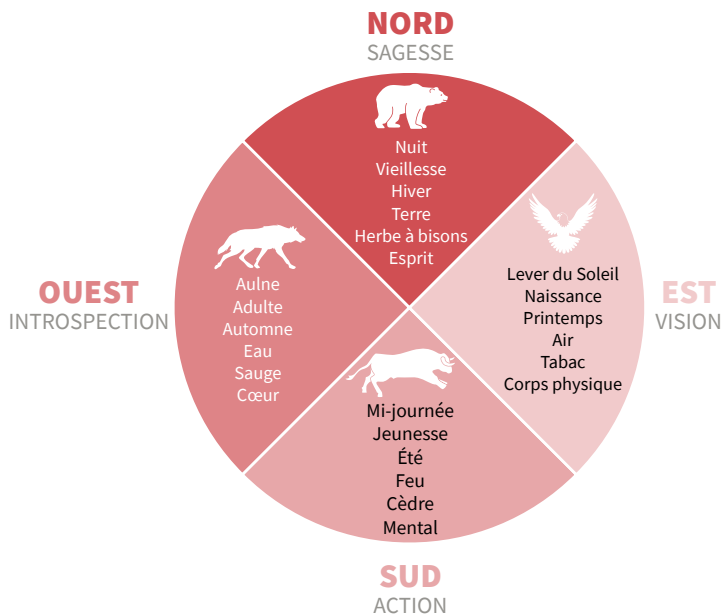 NORD
SAGESSE
Nuit
Vieillesse
Hiver
Terre
Herbe à bisons
Esprit
OUEST
INTROSPECTION
Aulne
Adulte
Automne
Eau
Sauge
Cœur
Lever du Soleil
Naissance
Printemps
Air
Tabac
Corps physique
EST
VISION
Mi-journée
Jeunesse
Été
Feu
Cèdre
Mental
SUD
ACTION